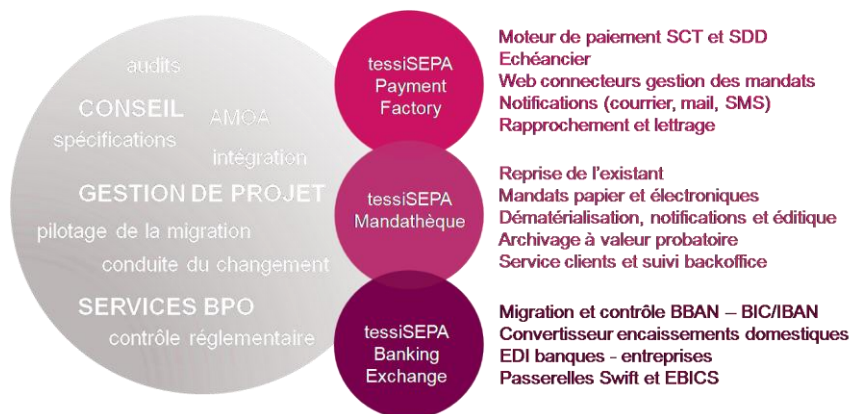 audits
CONSEIL
AMOA
spécifications
intégration
GESTION DE PROJET
pilotage de la migration
conduite du changement
SERVICES BPO
contrôle réglementaire
tessiSEPA
Payment
Factory
Moteur de paiement SCT et SDD
Echéancier
Web connecteurs gestion des mandats
Notifications (courrier, mail, SMS)
Rapprochement et lettrage
tessiSEPA
Mandathèque
Reprise de l'existant
Mandats papier et électroniques
Dématérialisation, notifications et éditique
Archivage à valeur probatoire
Service clients et suivi backoffice
tessiSEPA
Banking
Exchange
Migration et contrôle BBAN – BIC/IBAN
Convertisseur encaissements domestiques
EDI banques - entreprises
Passerelles Swift et EBICS